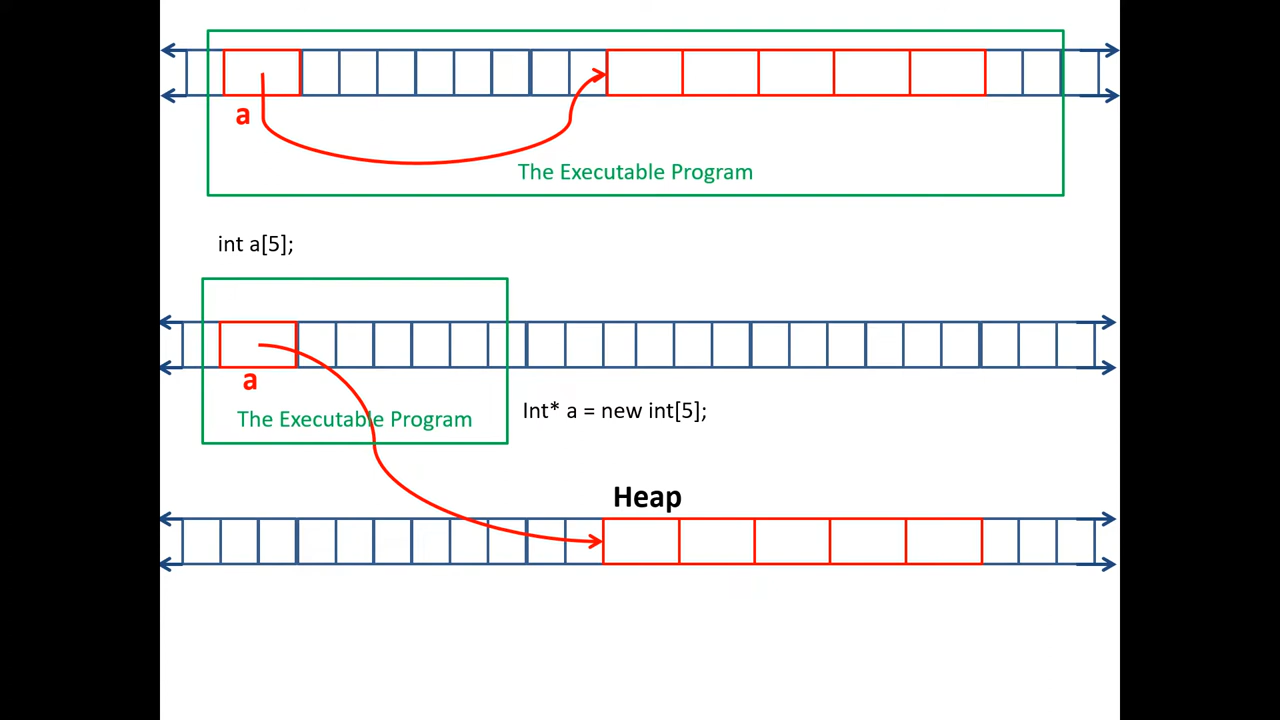 a
The Executable Program
int a[5];
a
The Executable Program
Int* a = new int[5];
Heap